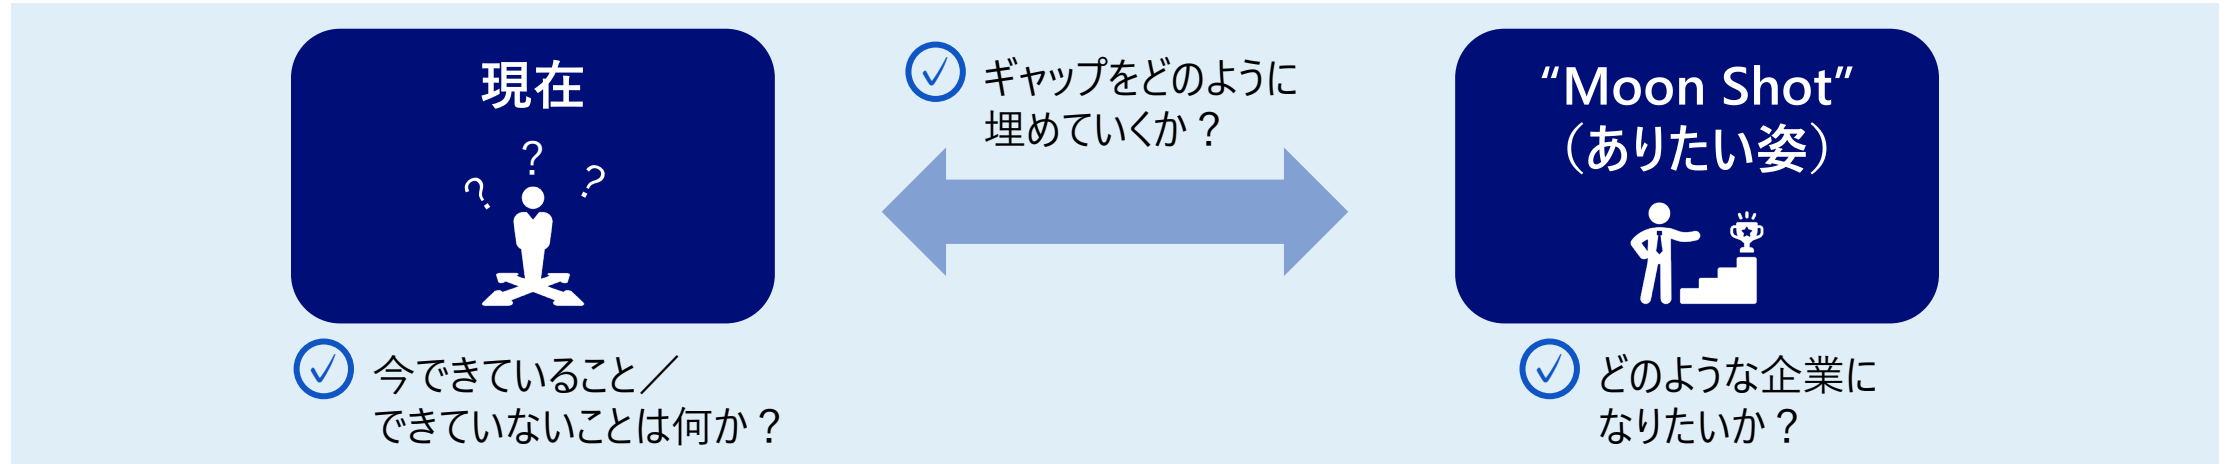 現在
? ? ?
今できていること／
できていないことは何か？
ギャップをどのように
埋めていくか？
“Moon Shot”
（ありたい姿）
どのような企業に
なりたいか？